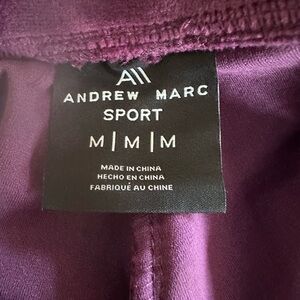 ANDREW MARC
SPORT
M | M | M
MADE IN CHINA
HECHO EN CHINA
FABRIQUÉ AU CHINE